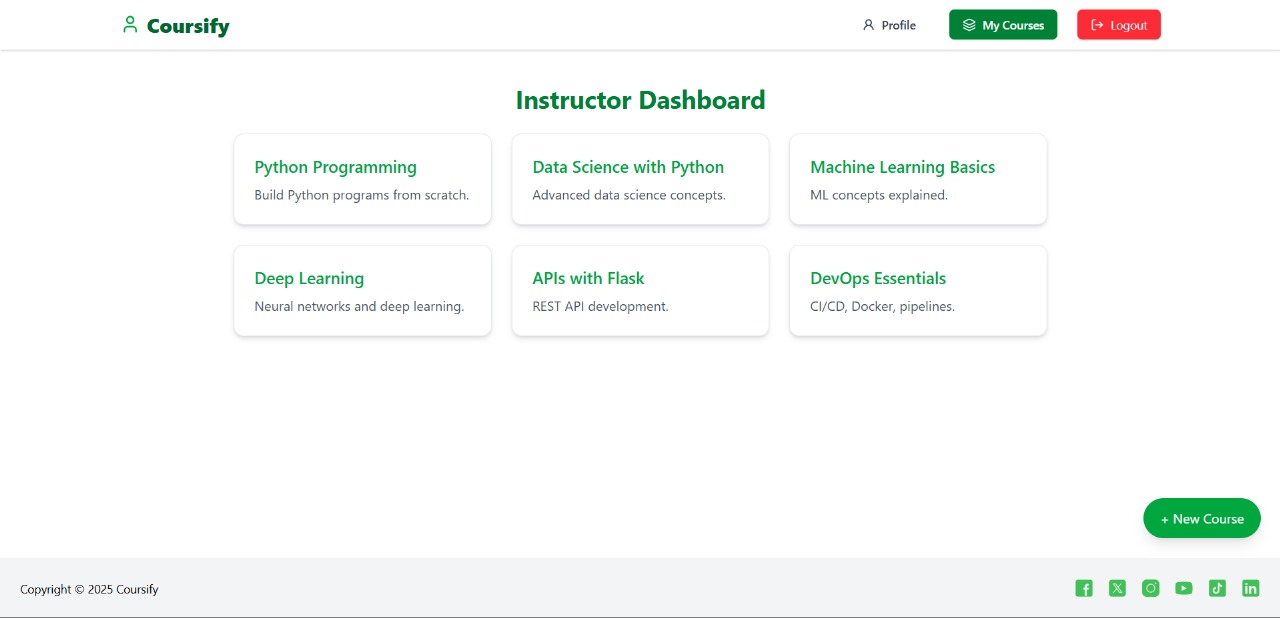 Coursify
Profile
My Courses
Logout
Instructor Dashboard
Python Programming
Build Python programs from scratch.
Data Science with Python
Advanced data science concepts.
Machine Learning Basics
ML concepts explained.
Deep Learning
Neural networks and deep learning.
APIs with Flask
REST API development.
DevOps Essentials
CI/CD, Docker, pipelines.
+ New Course
Copyright © 2025 Coursify